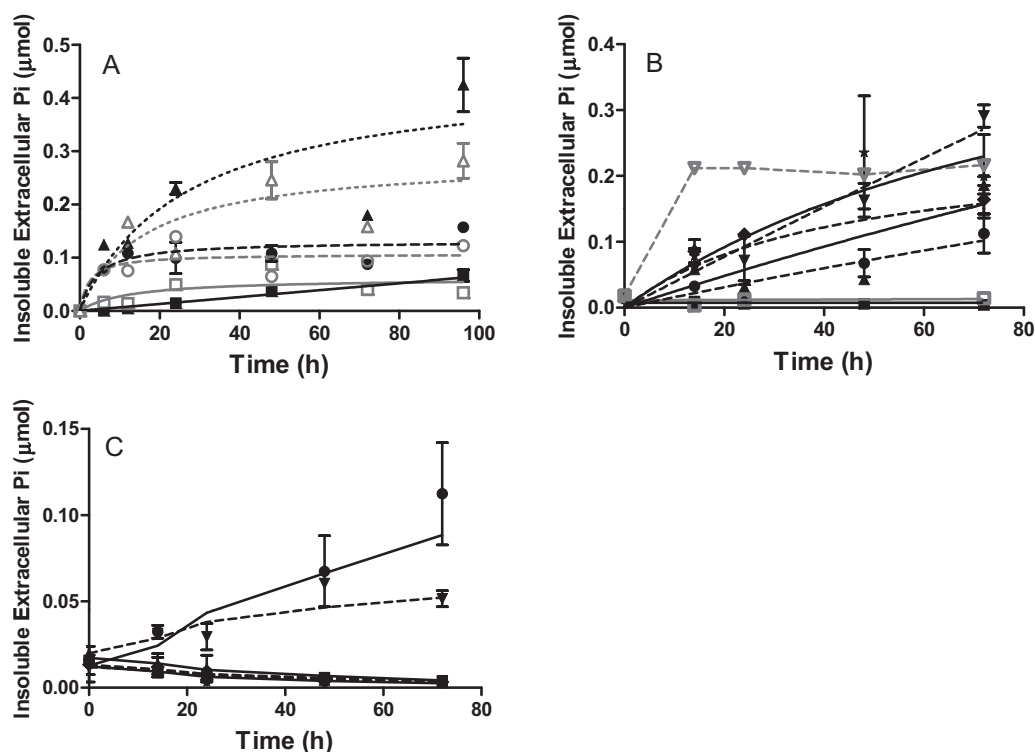 A
Insoluble Extracellular Pi (μmol)
0.5
0.4
0.3
0.2
0.1
0.0
0 20 40 60 80 100
Time (h)
B
Insoluble Extracellular Pi (μmol)
0.4
0.3
0.2
0.1
0.0
0 20 40 60 80
Time (h)
C
Insoluble Extracellular Pi (μmol)
0.15
0.10
0.05
0.00
0 20 40 60 80
Time (h)